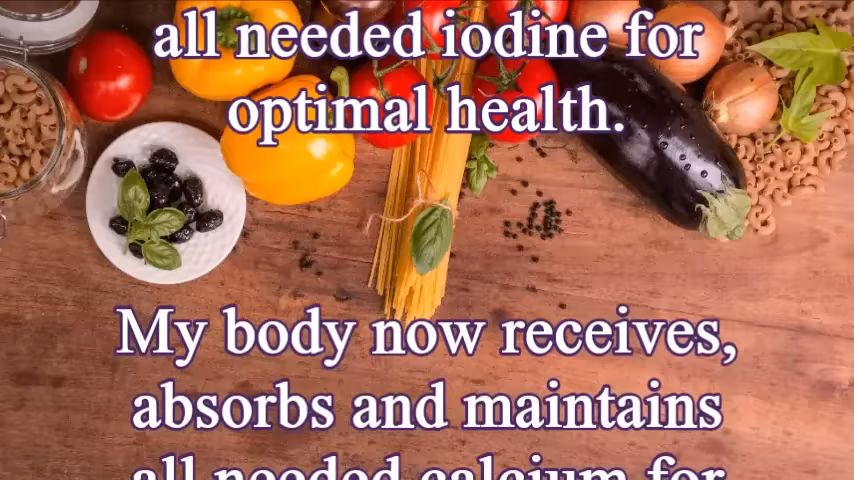 all needed iodine for
optimal health.
My body now receives,
absorbs and maintains
all needed calcium for